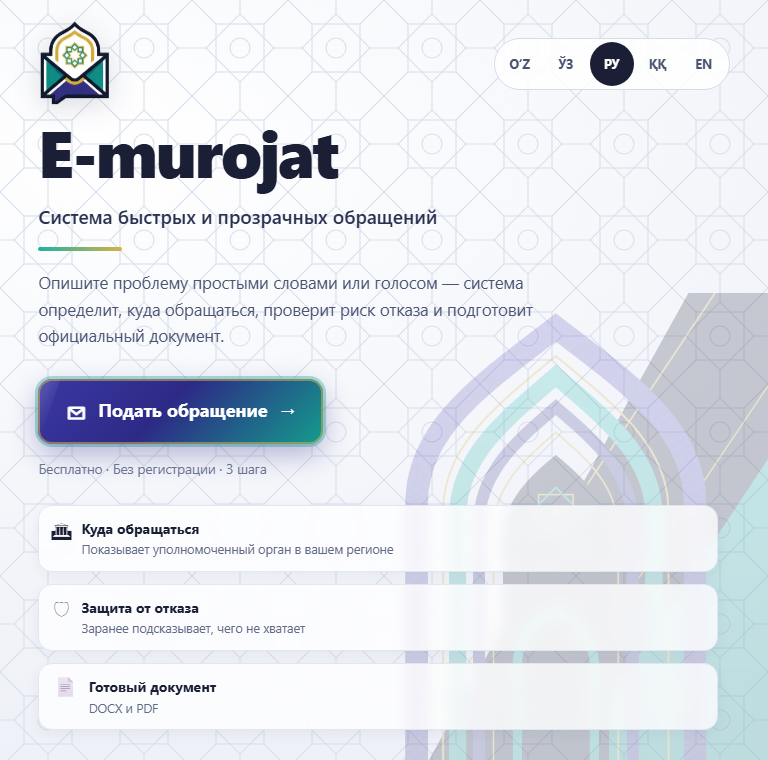 O‘Z ЎЗ РУ ҚҚ EN
E-murojat
Система быстрых и прозрачных обращений
Опишите проблему простыми словами или голосом — система
определит, куда обращаться, проверит риск отказа и подготовит
официальный документ.
Подать обращение →
Бесплатно · Без регистрации · 3 шага
Куда обращаться
Показывает уполномоченный орган в вашем регионе
Защита от отказа
Заранее подсказывает, чего не хватает
Готовый документ
DOCX и PDF